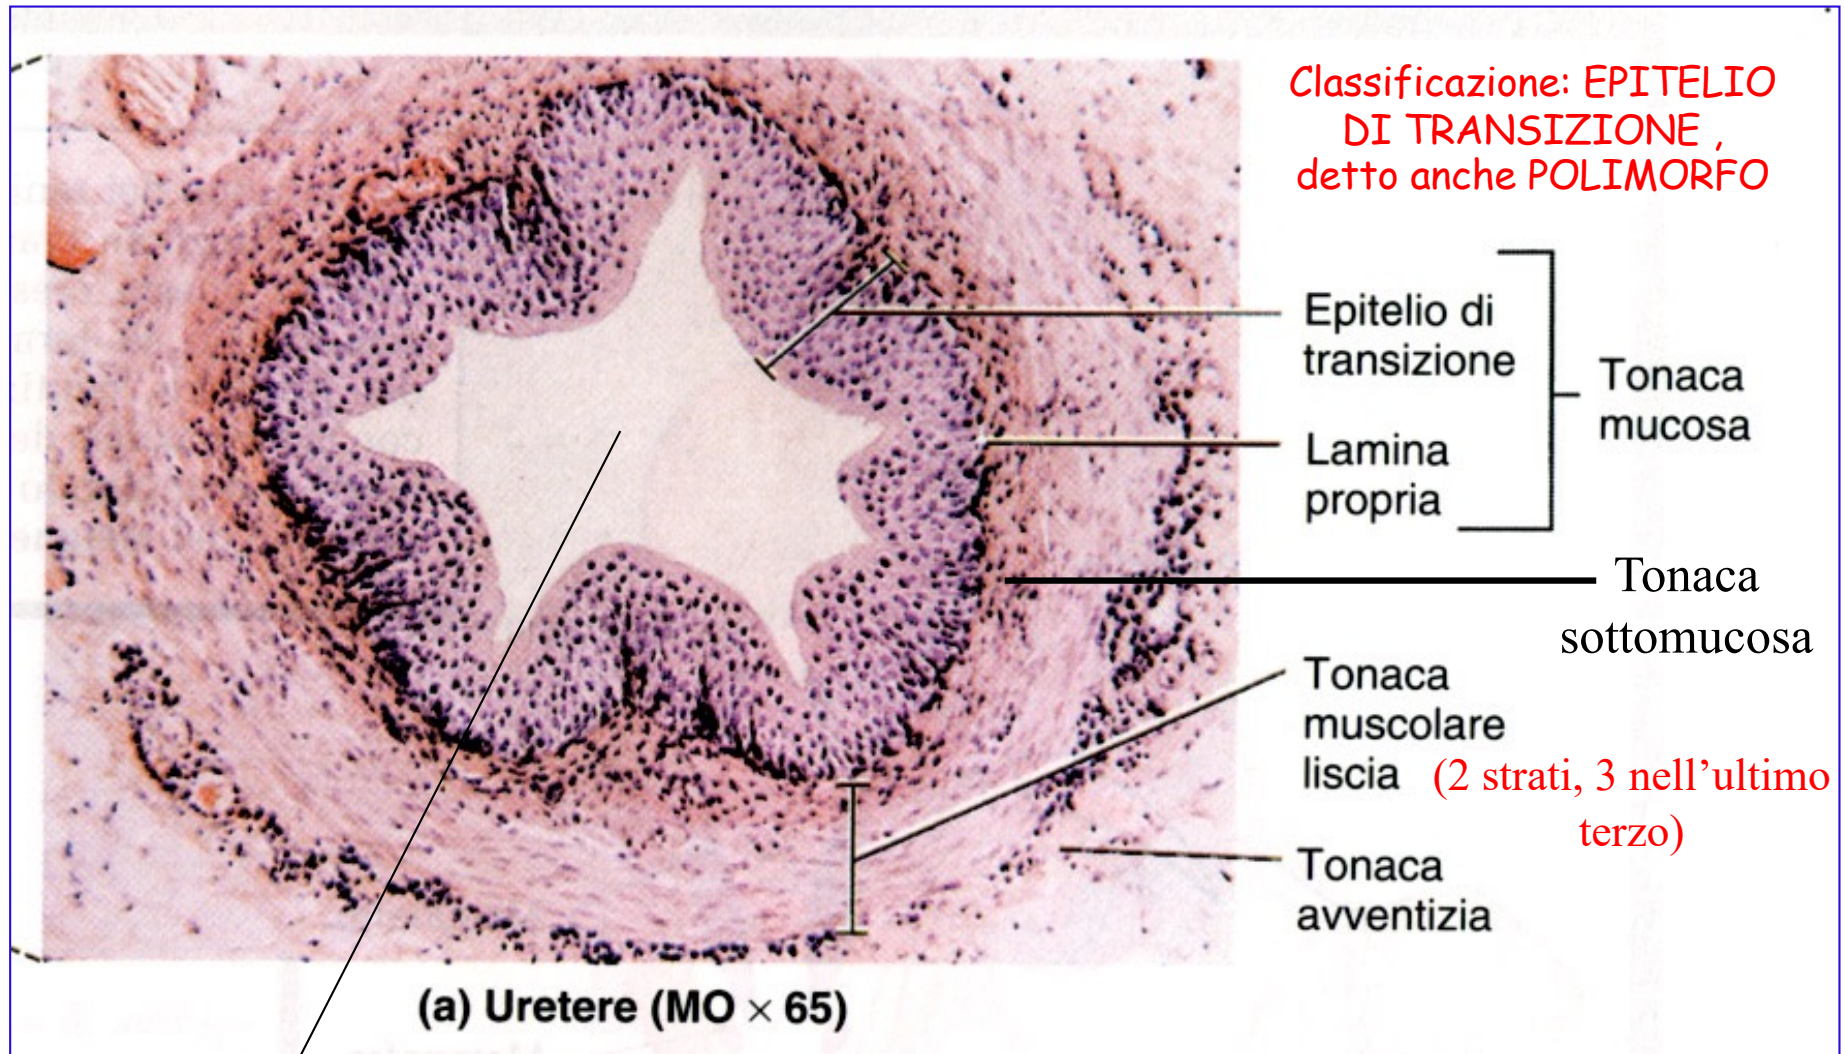 Classificazione: EPITELIO
DI TRANSIZIONE ,
detto anche POLIMORFO
Epitelio di
transizione
Tonaca
mucosa
Lamina
propria
Tonaca
sottomucosa
Tonaca
muscolare
liscia (2 strati, 3 nell’ultimo
terzo)
Tonaca
avventizia
(a) Uretere (MO × 65)